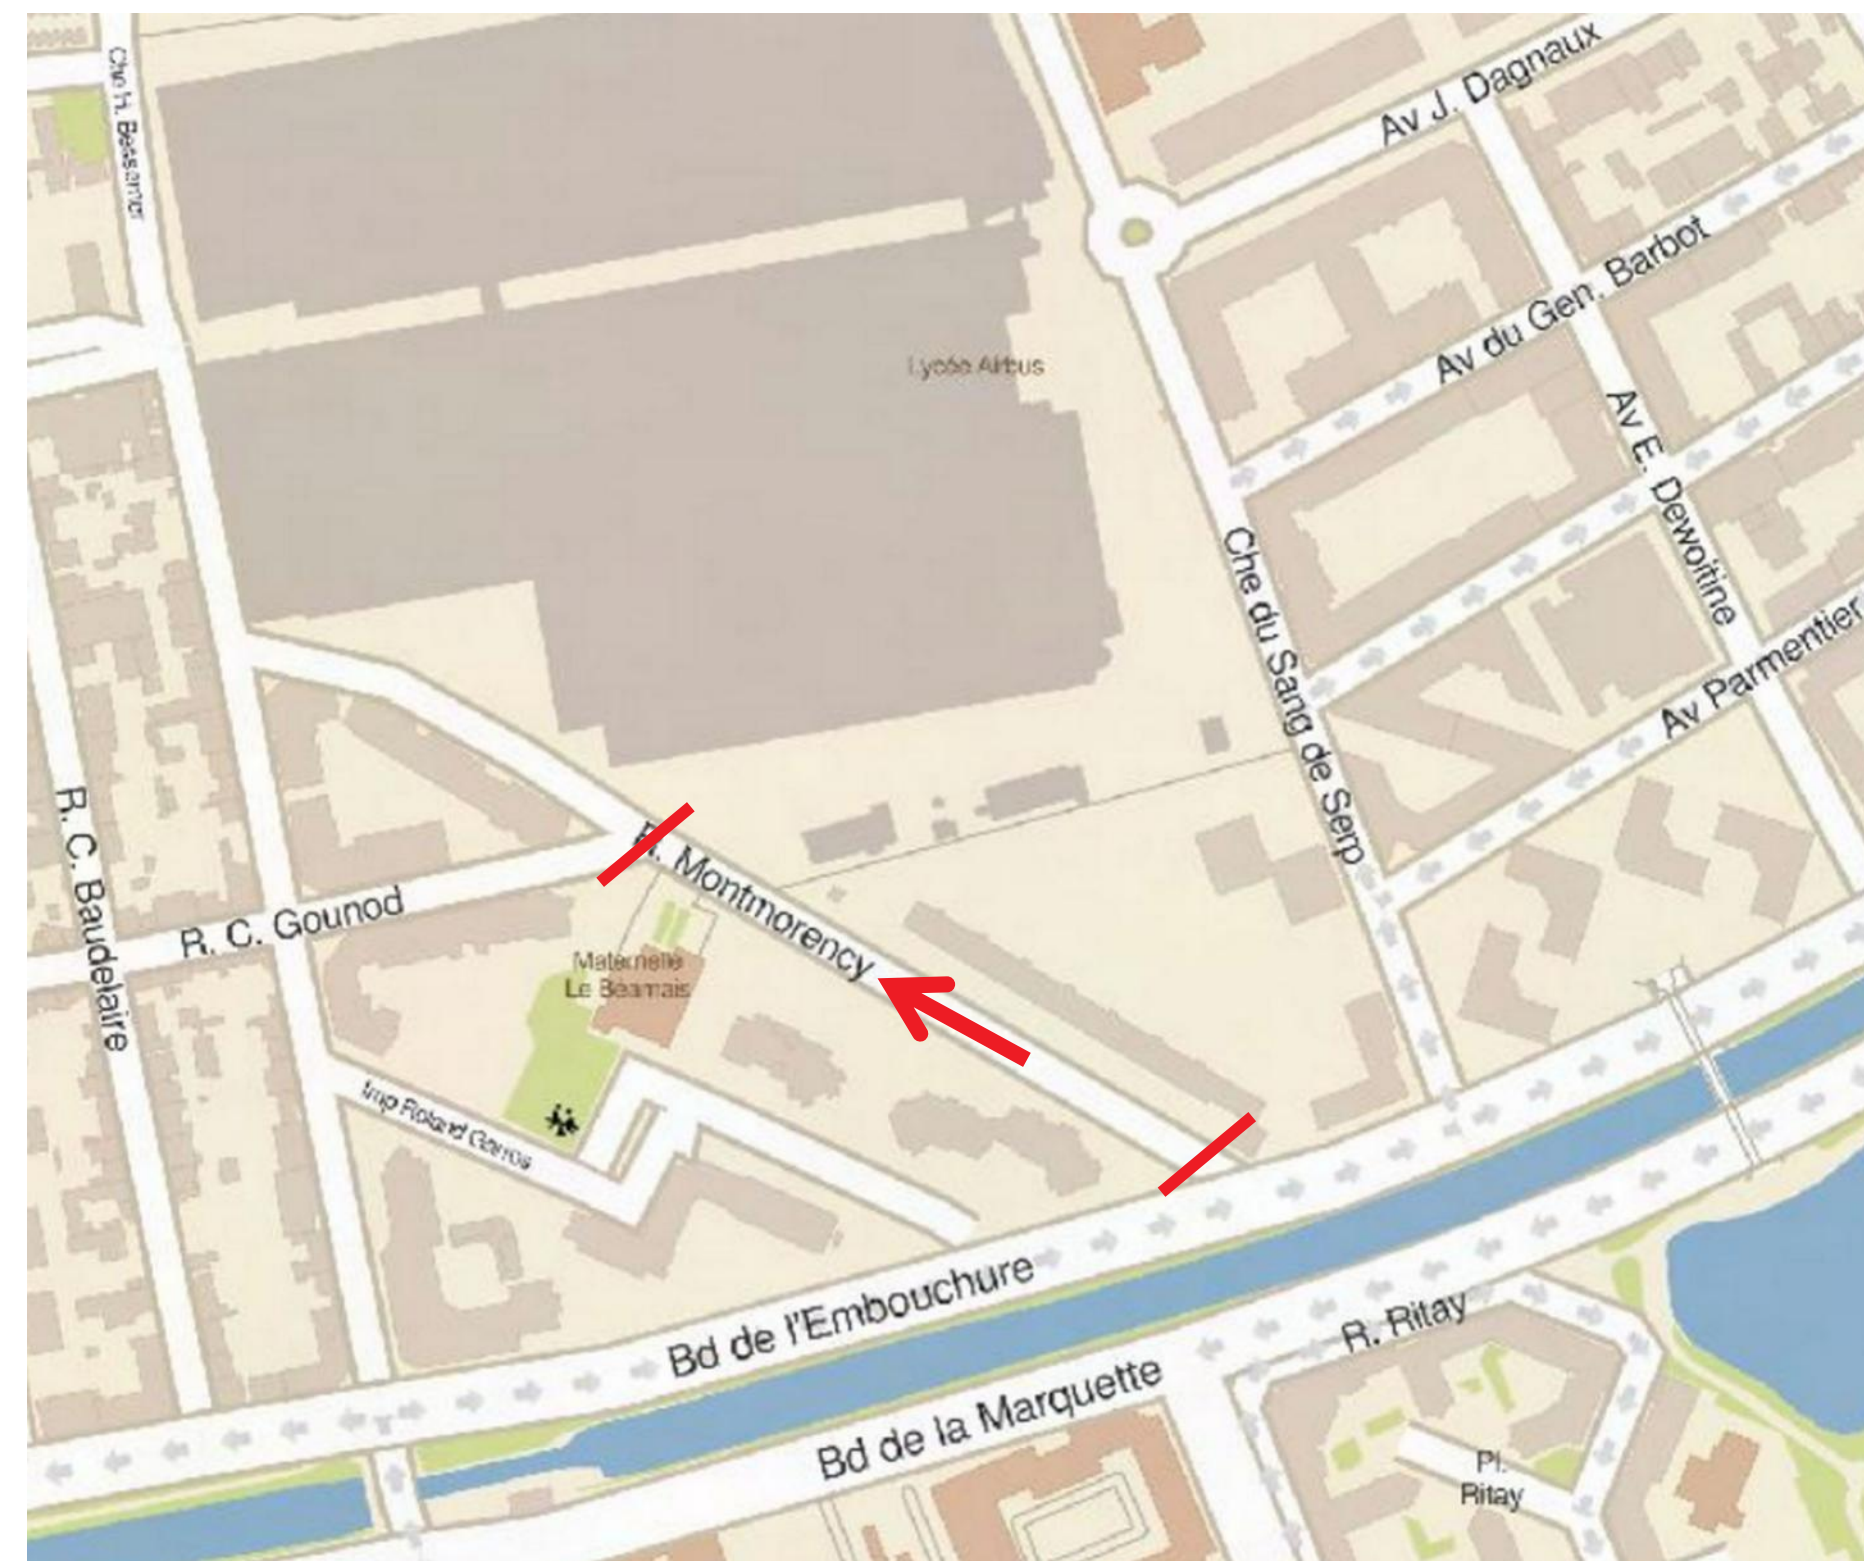 Che H. Bessemer
Av J. Dagnaux
Av du Gen. Barbot
Lycée Airbus
Av E. Dewoitine
Che du Sang de Serp
Av Parmentier
R. C. Baudelaire
R. Montmorency
R. C. Gounod
Maternelle
Le Béarnais
Imp Roland Garros
Bd de l'Embouchure
R. Ritay
Bd de la Marquette
Pl.
Ritay